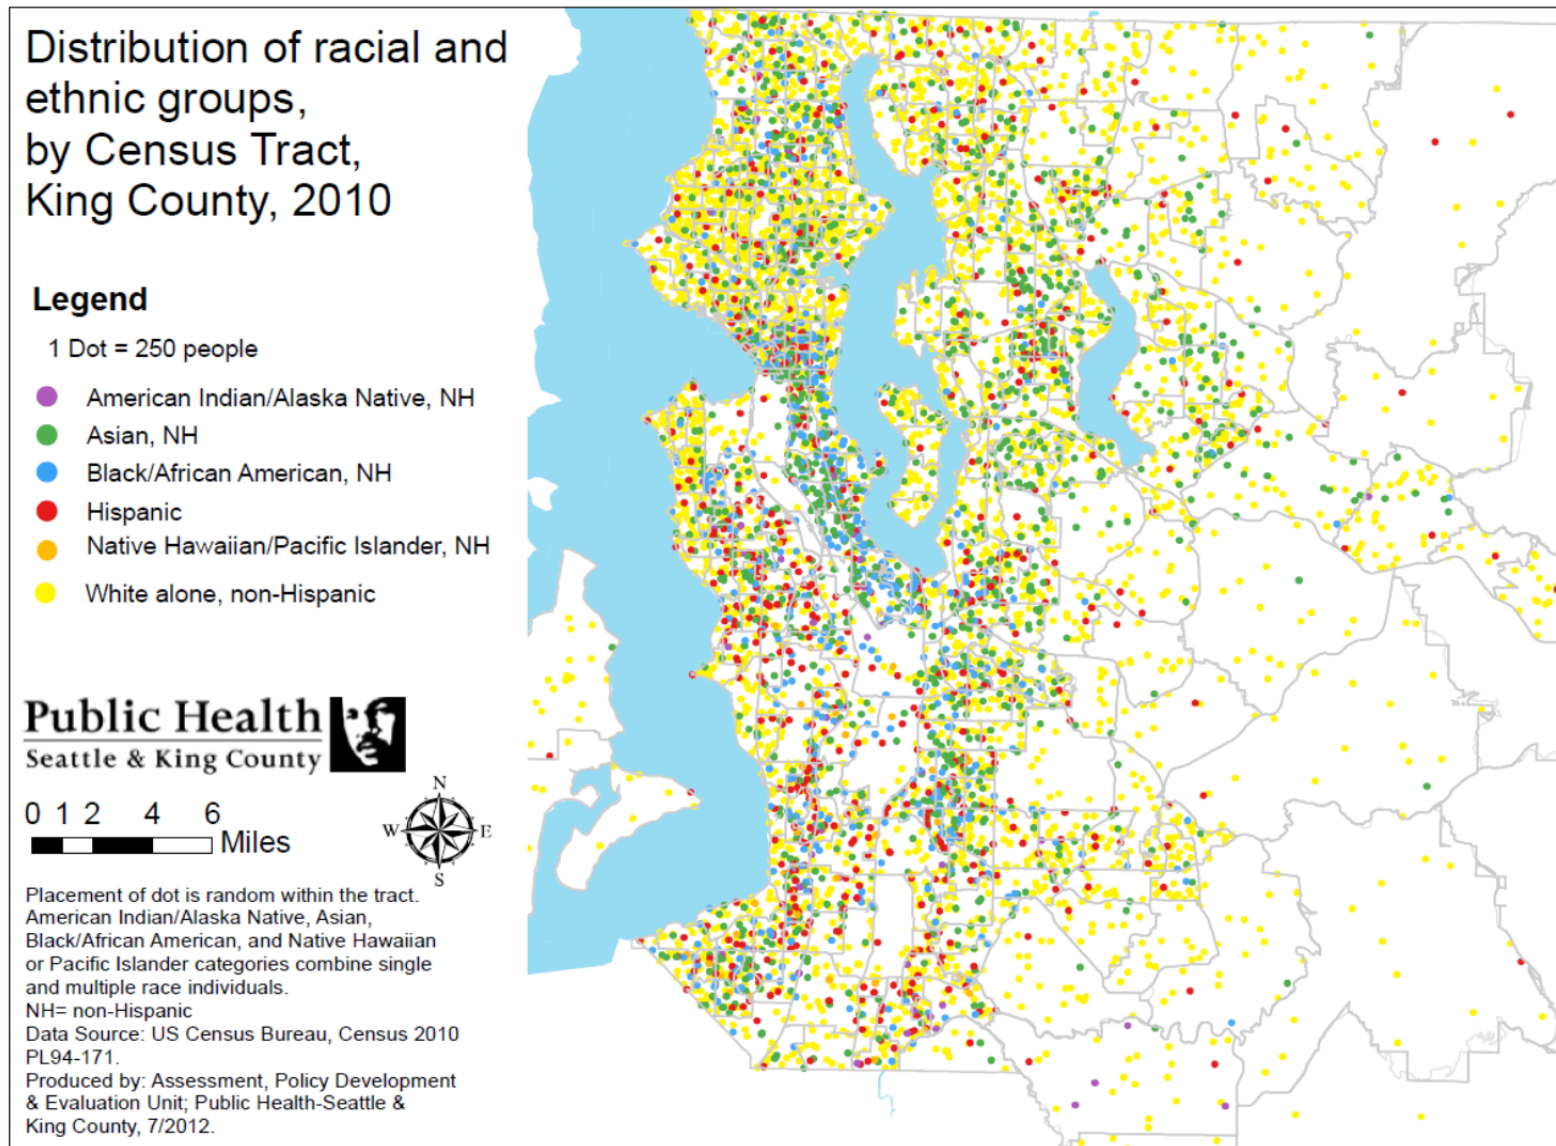 Distribution of racial and
ethnic groups,
by Census Tract,
King County, 2010
Legend
1 Dot = 250 people
American Indian/Alaska Native, NH
Asian, NH
Black/African American, NH
Hispanic
Native Hawaiian/Pacific Islander, NH
White alone, non-Hispanic
Public Health
Seattle & King County
0 1 2 4 6
Miles
N
W E
S
Placement of dot is random within the tract.
American Indian/Alaska Native, Asian,
Black/African American, and Native Hawaiian
or Pacific Islander categories combine single
and multiple race individuals.
NH= non-Hispanic
Data Source: US Census Bureau, Census 2010
PL94-171.
Produced by: Assessment, Policy Development
& Evaluation Unit; Public Health-Seattle &
King County, 7/2012.